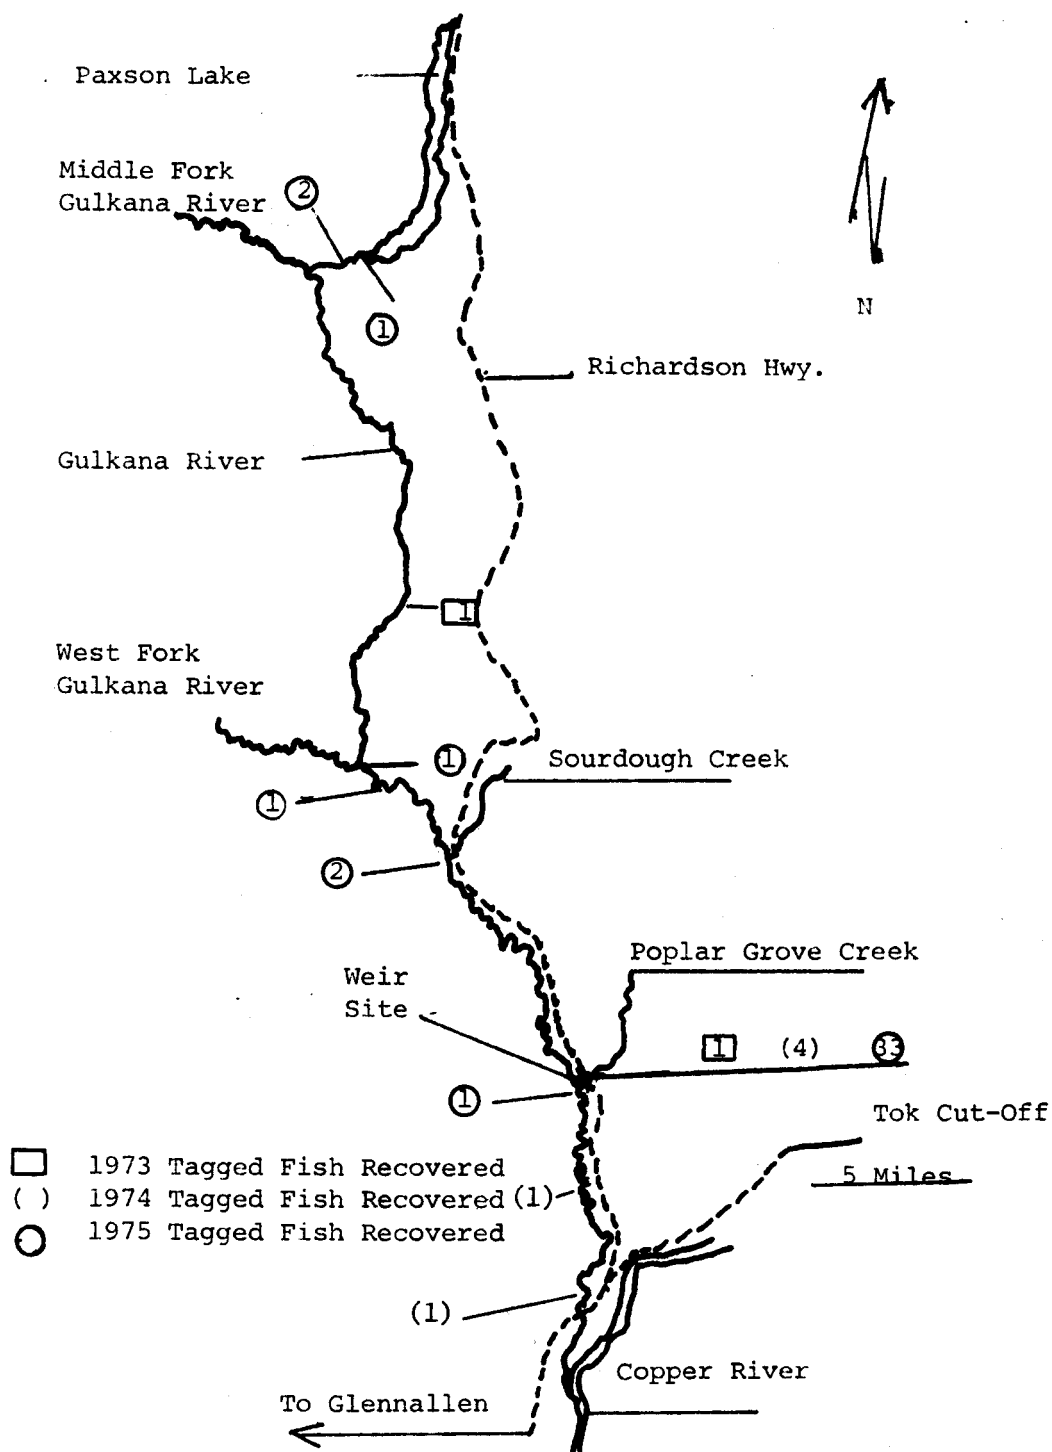 Paxson Lake
Middle Fork
Gulkana River
2
1
N
Richardson Hwy.
Gulkana River
1
West Fork
Gulkana River
1
Sourdough Creek
1
2
Poplar Grove Creek
Weir
Site
1 (4) 33
1
Tok Cut-Off
5 Miles
1973 Tagged Fish Recovered
( ) 1974 Tagged Fish Recovered (1)
1975 Tagged Fish Recovered
(1)
Copper River
To Glennallen